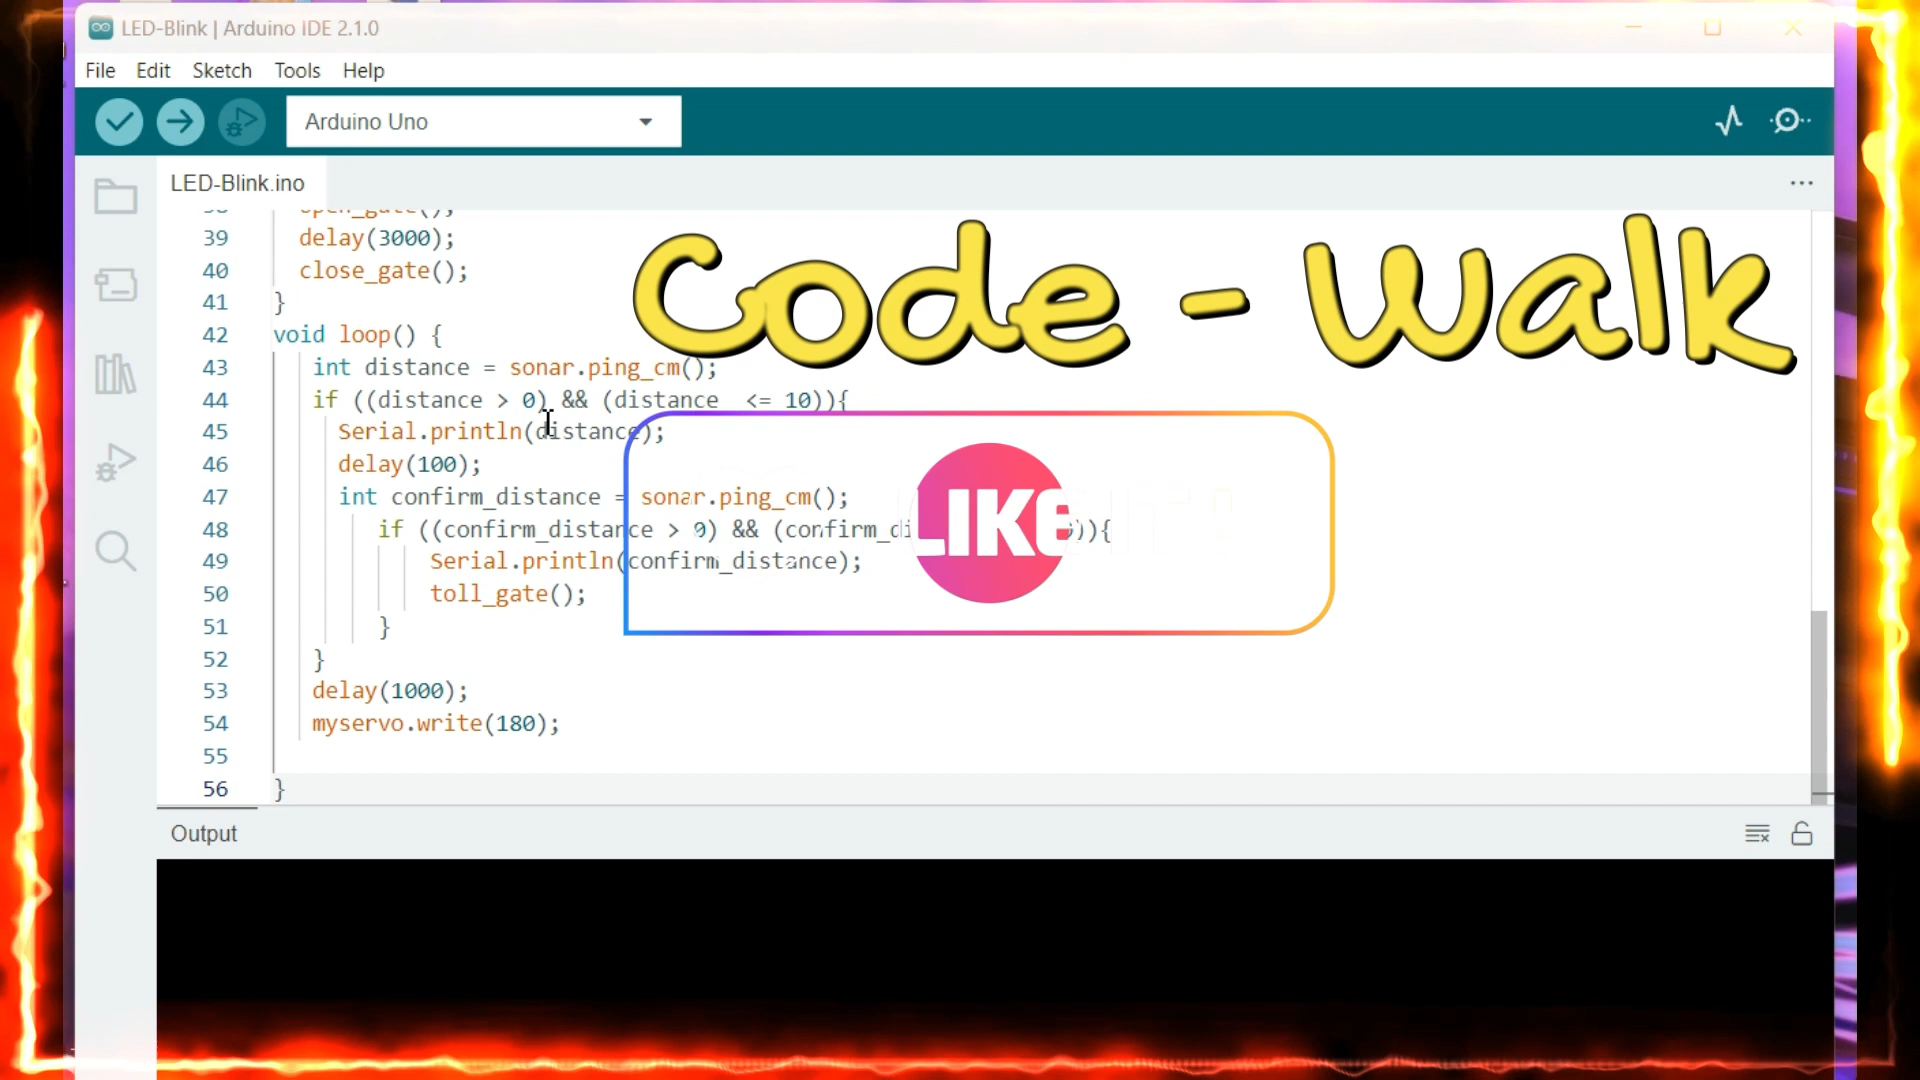 LED-Blink | Arduino IDE 2.1.0
File Edit Sketch Tools Help
Arduino Uno
LED-Blink.ino
open_gate();
39 delay(3000);
40 close_gate();
41 }
42 void loop() {
43 int distance = sonar.ping_cm();
44 if ((distance > 0) && (distance <= 10)){
45 Serial.println(distance);
46 delay(100);
47 int confirm_distance = sonar.ping_cm();
48 if ((confirm_distance > 0) && (confirm_di )){
49 Serial.println(confirm_distance);
50 toll_gate();
51 }
52 }
53 delay(1000);
54 myservo.write(180);
55
56 }
Code - Walk
LIKE
Output